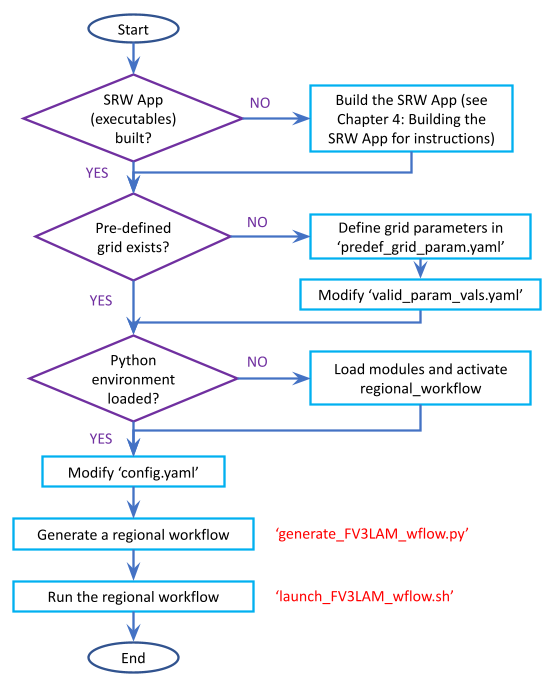 Start
SRW App
(executables)
built?
NO
Build the SRW App (see
Chapter 4: Building the
SRW App for instructions)
YES
Pre-defined
grid exists?
NO
Define grid parameters in
‘predef_grid_param.yaml’
Modify ‘valid_param_vals.yaml’
YES
Python
environment
loaded?
NO
Load modules and activate
regional_workflow
YES
Modify ‘config.yaml’
Generate a regional workflow
‘generate_FV3LAM_wflow.py’
Run the regional workflow
‘launch_FV3LAM_wflow.sh’
End